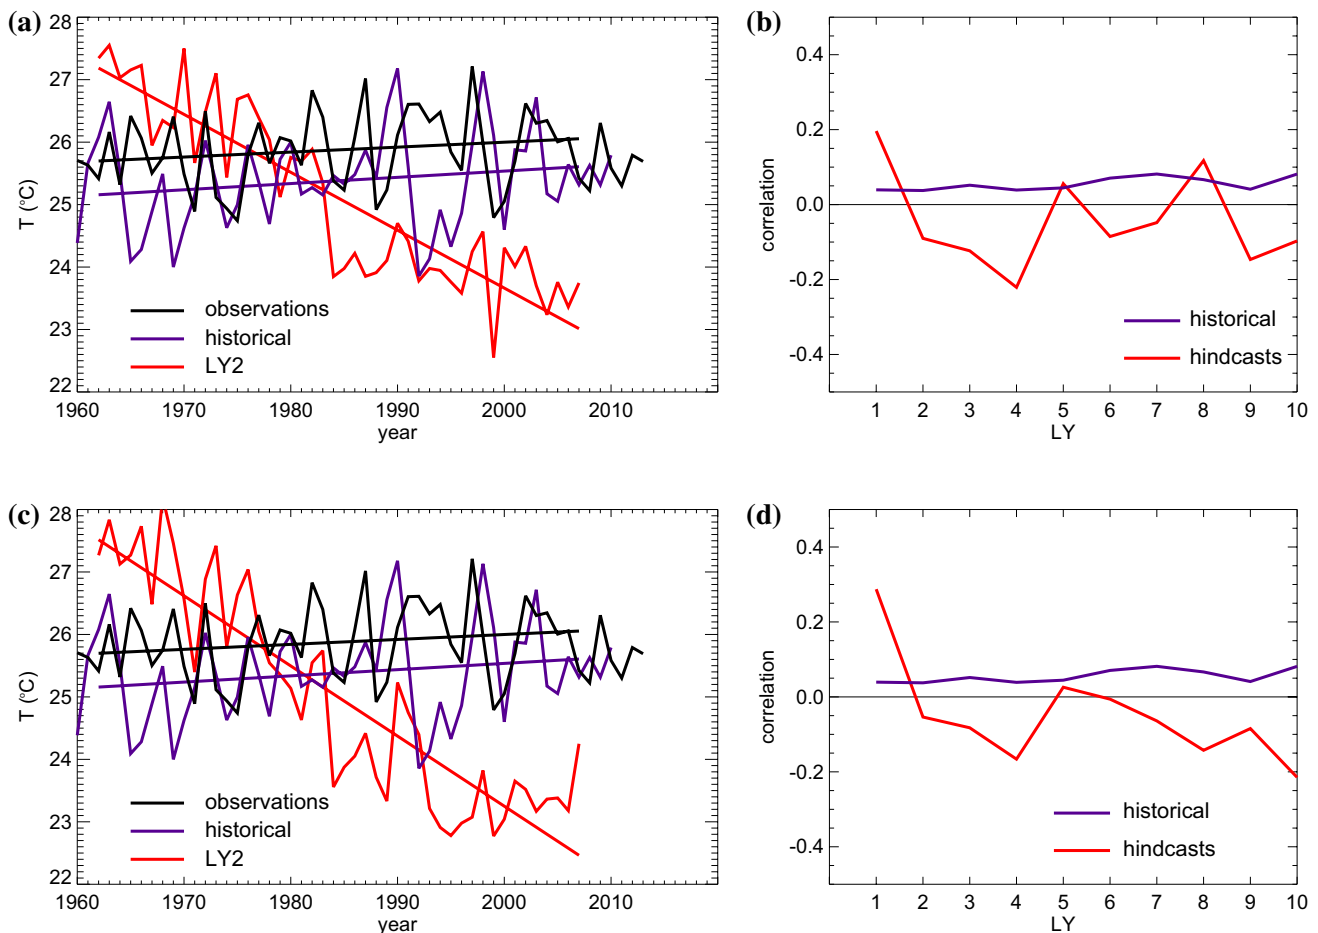 (a)
28
27
26
25
24
23
22
T (°C)
observations
historical
LY2
1960 1970 1980 1990 2000 2010
year
(b)
0.4
0.2
0.0
-0.2
-0.4
correlation
historical
hindcasts
1 2 3 4 5 6 7 8 9 10
LY
(c)
28
27
26
25
24
23
22
T (°C)
observations
historical
LY2
1960 1970 1980 1990 2000 2010
year
(d)
0.4
0.2
0.0
-0.2
-0.4
correlation
historical
hindcasts
1 2 3 4 5 6 7 8 9 10
LY